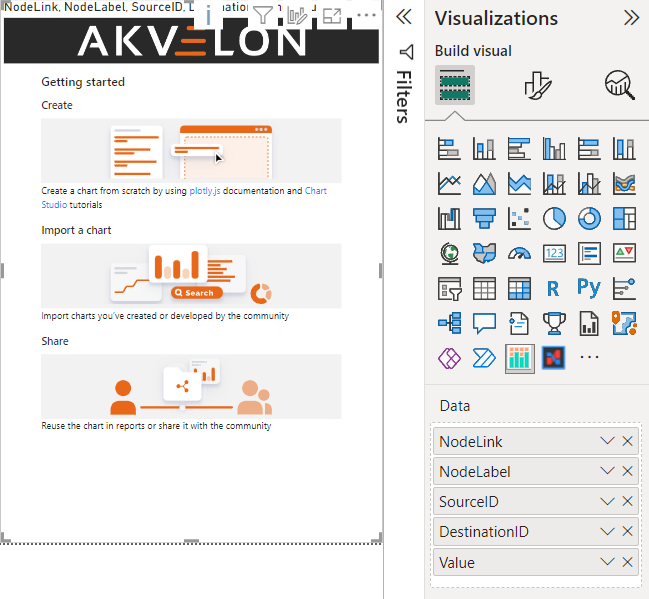 NodeLink, NodeLabel, SourceID,
AKVELON
Getting started
Create
Create a chart from scratch by using plotly.js documentation and Chart
Studio tutorials
Import a chart
Search
Import charts you've created or developed by the community
Share
Reuse the chart in reports or share it with the community
Filters
Visualizations
Build visual
123
R
Py
Data
NodeLink
NodeLabel
SourceID
DestinationID
Value